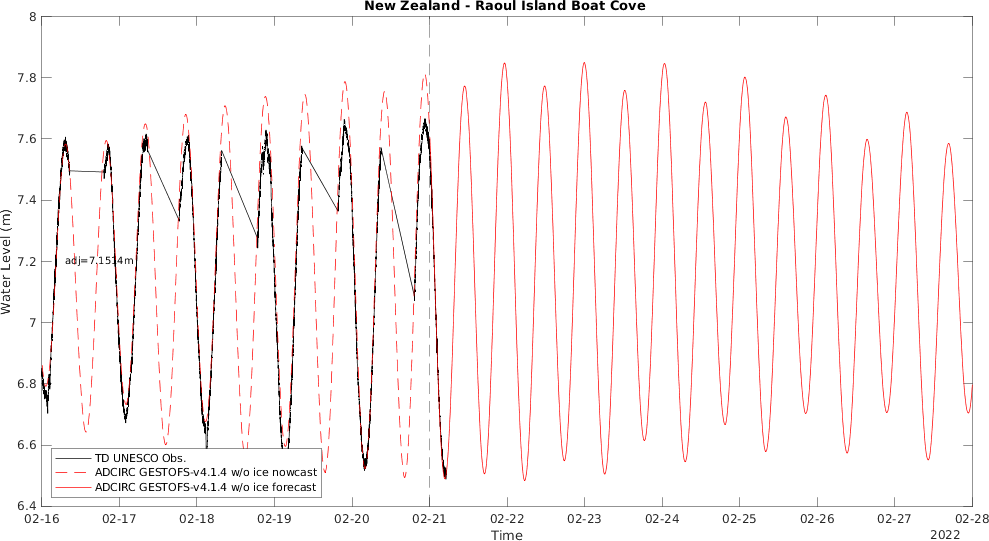 New Zealand - Raoul Island Boat Cove
8
7.8
7.6
7.4
7.2
7
6.8
6.6
6.4
Water Level (m)
adj=7.1514m
TD UNESCO Obs.
ADCIRC GESTOFS-v4.1.4 w/o ice nowcast
ADCIRC GESTOFS-v4.1.4 w/o ice forecast
02-16 02-17 02-18 02-19 02-20 02-21 02-22 02-23 02-24 02-25 02-26 02-27 02-28
Time
2022